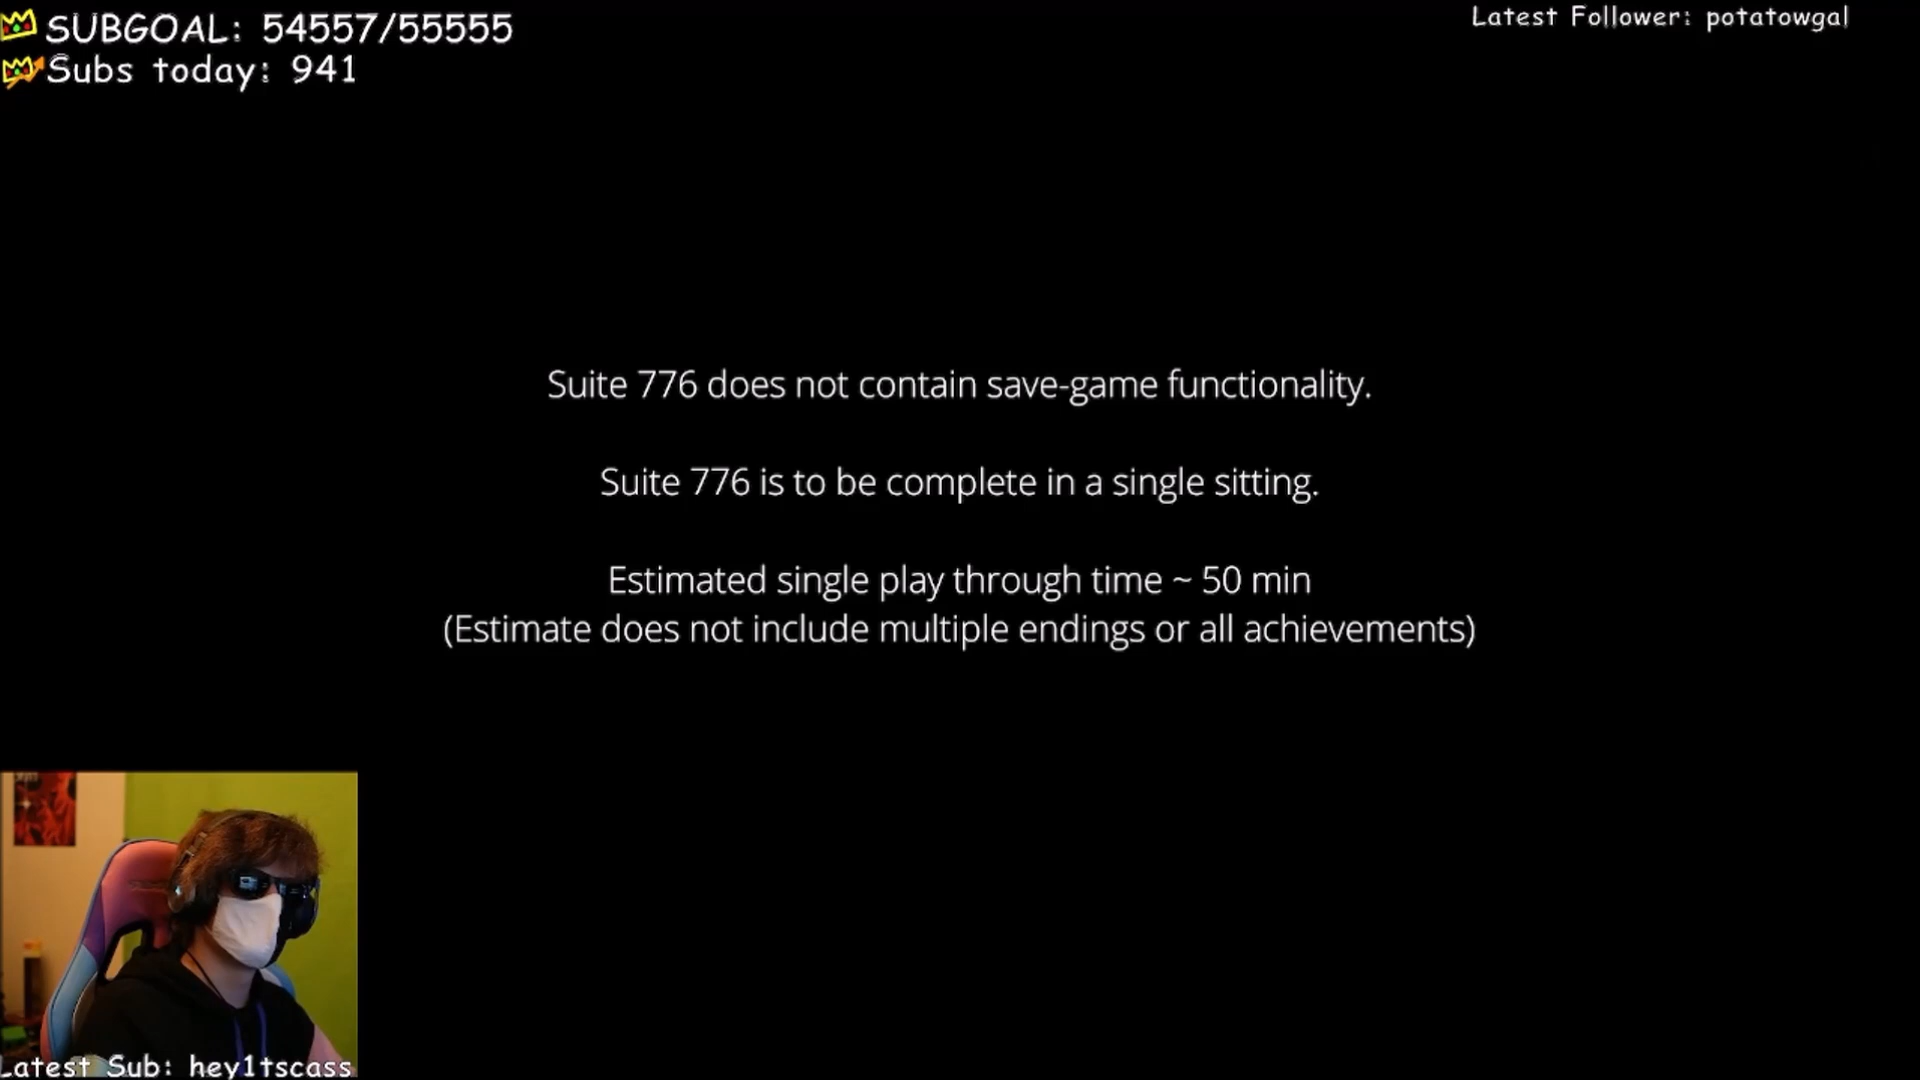 SUBGOAL: 54557/55555
Subs today: 941
Latest Follower: potatowgal
Suite 776 does not contain save-game functionality.
Suite 776 is to be complete in a single sitting.
Estimated single play through time ~ 50 min
(Estimate does not include multiple endings or all achievements)
Latest Sub: hey1tscass